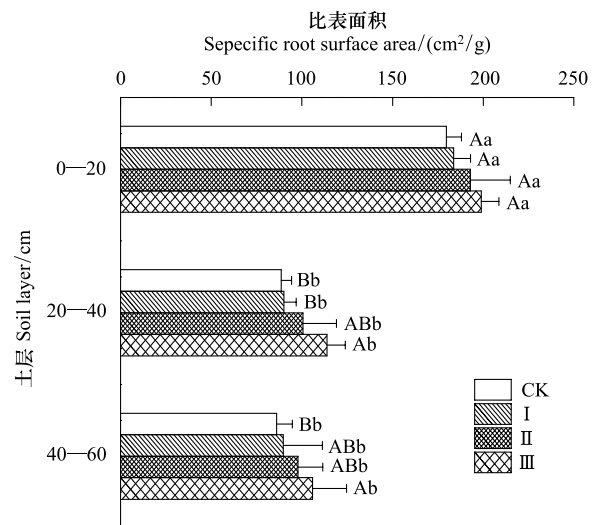 比表面积
Sepecific root surface area/(cm²/g)
0 50 100 150 200 250
Aa
0—20
Aa
Aa
Aa
Bb
20—40
Bb
ABb
Ab
Bb
40—60
ABb
ABb
Ab
土层 Soil layer/cm
CK
Ⅰ
Ⅱ
Ⅲ